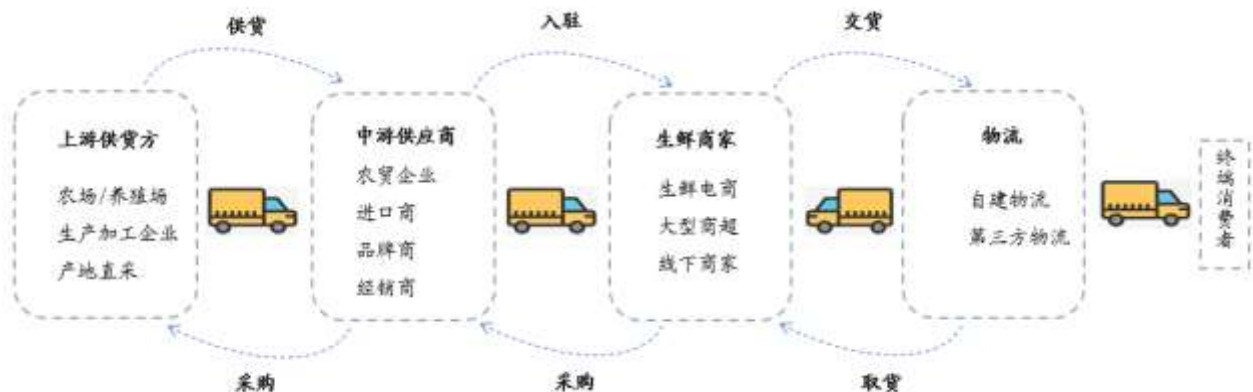 供货
入驻
交货
上游供货方
农场/养殖场
生产加工企业
产地直采
中游供应商
农贸企业
进口商
品牌商
经销商
生鲜商家
生鲜电商
大型商超
线下商家
物流
自建物流
第三方物流
终端消费者
采购
采购
取货